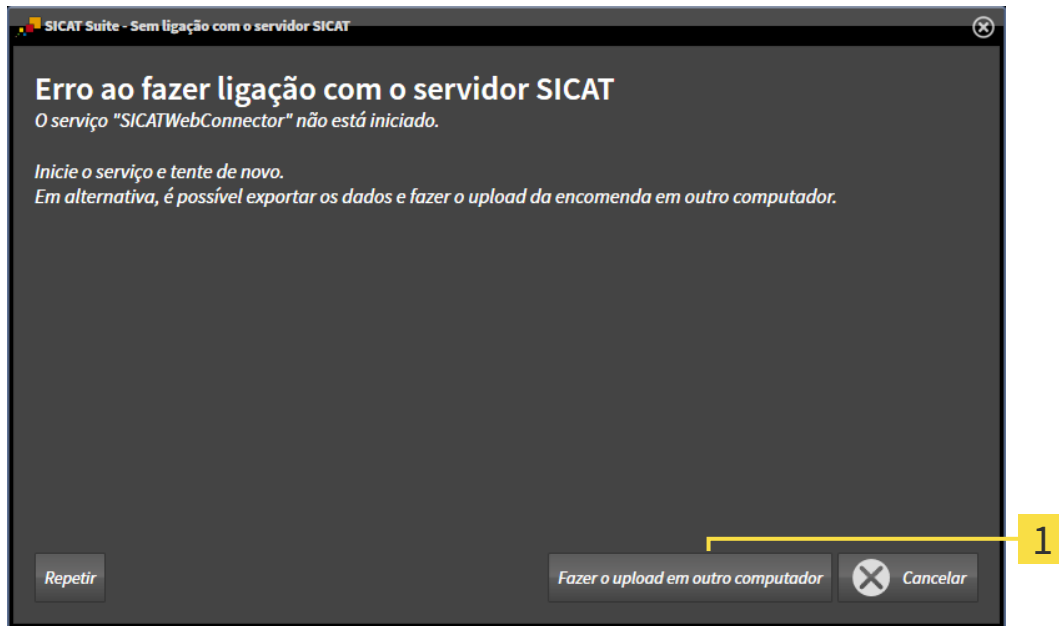 SICAT Suite - Sem ligação com o servidor SICAT
Erro ao fazer ligação com o servidor SICAT
O serviço "SICATWebConnector" não está iniciado.
Inicie o serviço e tente de novo.
Em alternativa, é possível exportar os dados e fazer o upload da encomenda em outro computador.
1
Repetir
Fazer o upload em outro computador
Cancelar